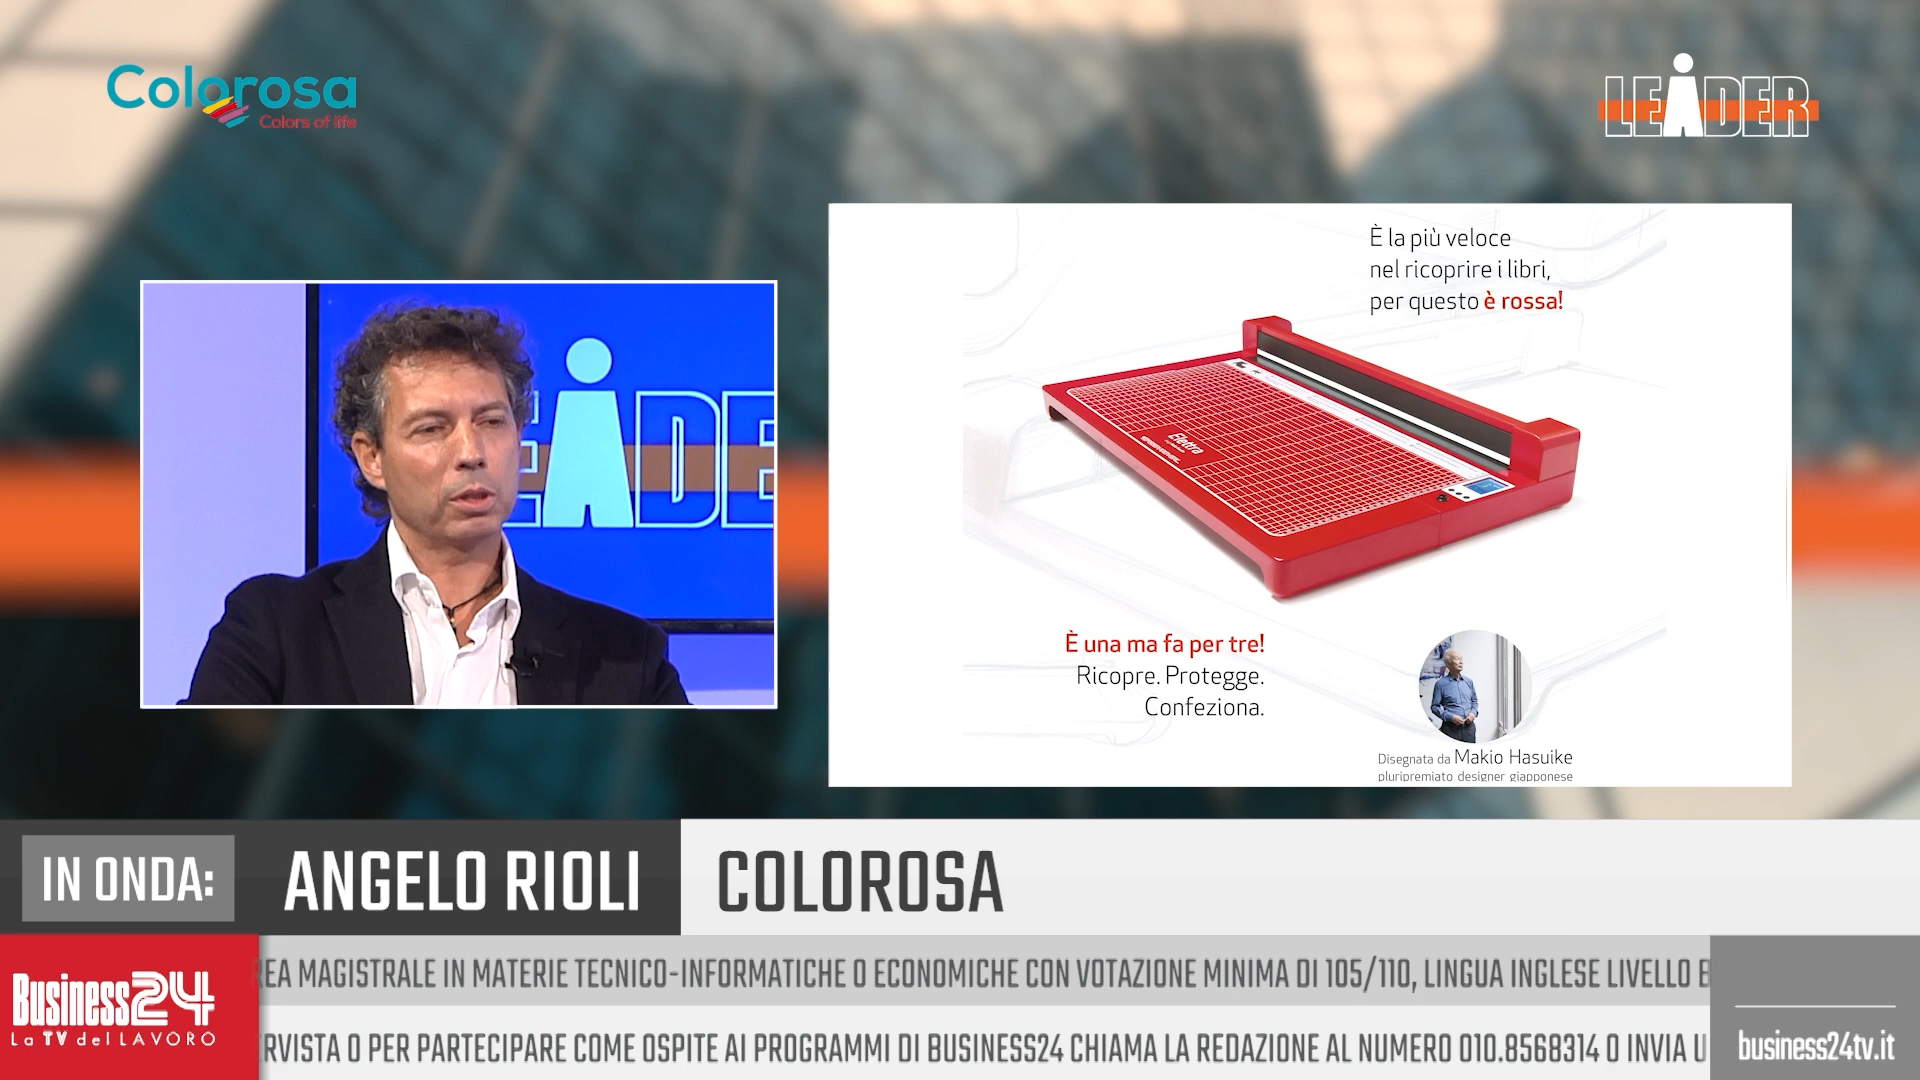 Colorosa
Colors of life
LEADER
LEADER
È la più veloce
nel ricoprire i libri,
per questo è rossa!
Elettra
È una ma fa per tre!
Ricopre. Protegge.
Confeziona.
Disegnata da Makio Hasuike
pluripremiato designer giapponese
IN ONDA:
ANGELO RIOLI
COLOROSA
Business24
La TV del LAVORO
REA MAGISTRALE IN MATERIE TECNICO-INFORMATICHE O ECONOMICHE CON VOTAZIONE MINIMA DI 105/110, LINGUA INGLESE LIVELLO B
RVISTA O PER PARTECIPARE COME OSPITE AI PROGRAMMI DI BUSINESS24 CHIAMA LA REDAZIONE AL NUMERO 010.8568314 O INVIA U
business24tv.it